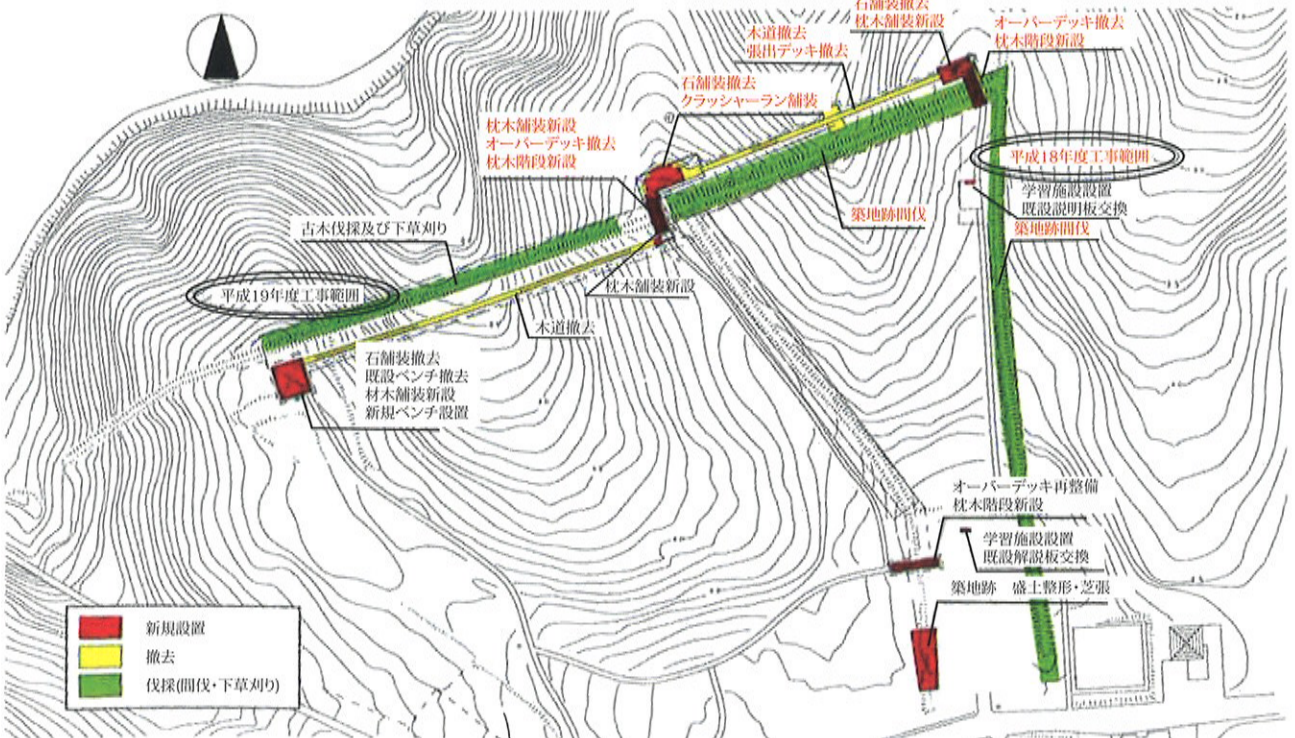 石舗装撤去
枕木舗装新設
オーバーデッキ撤去
枕木階段新設
木道撤去
張出デッキ撤去
石舗装撤去
クラッシャーラン舗装
枕木舗装新設
オーバーデッキ撤去
枕木階段新設
平成18年度工事範囲
学習施設設置
既設説明板交換
築地跡間伐
築地跡間伐
古木伐採及び下草刈り
枕木舗装新設
平成19年度工事範囲
木道撤去
石舗装撤去
既設ベンチ撤去
材木舗装新設
新規ベンチ設置
オーバーデッキ再整備
枕木階段新設
学習施設設置
既設解説板交換
築地跡 盛土整形・芝張
新規設置
撤去
伐採(間伐・下草刈り)